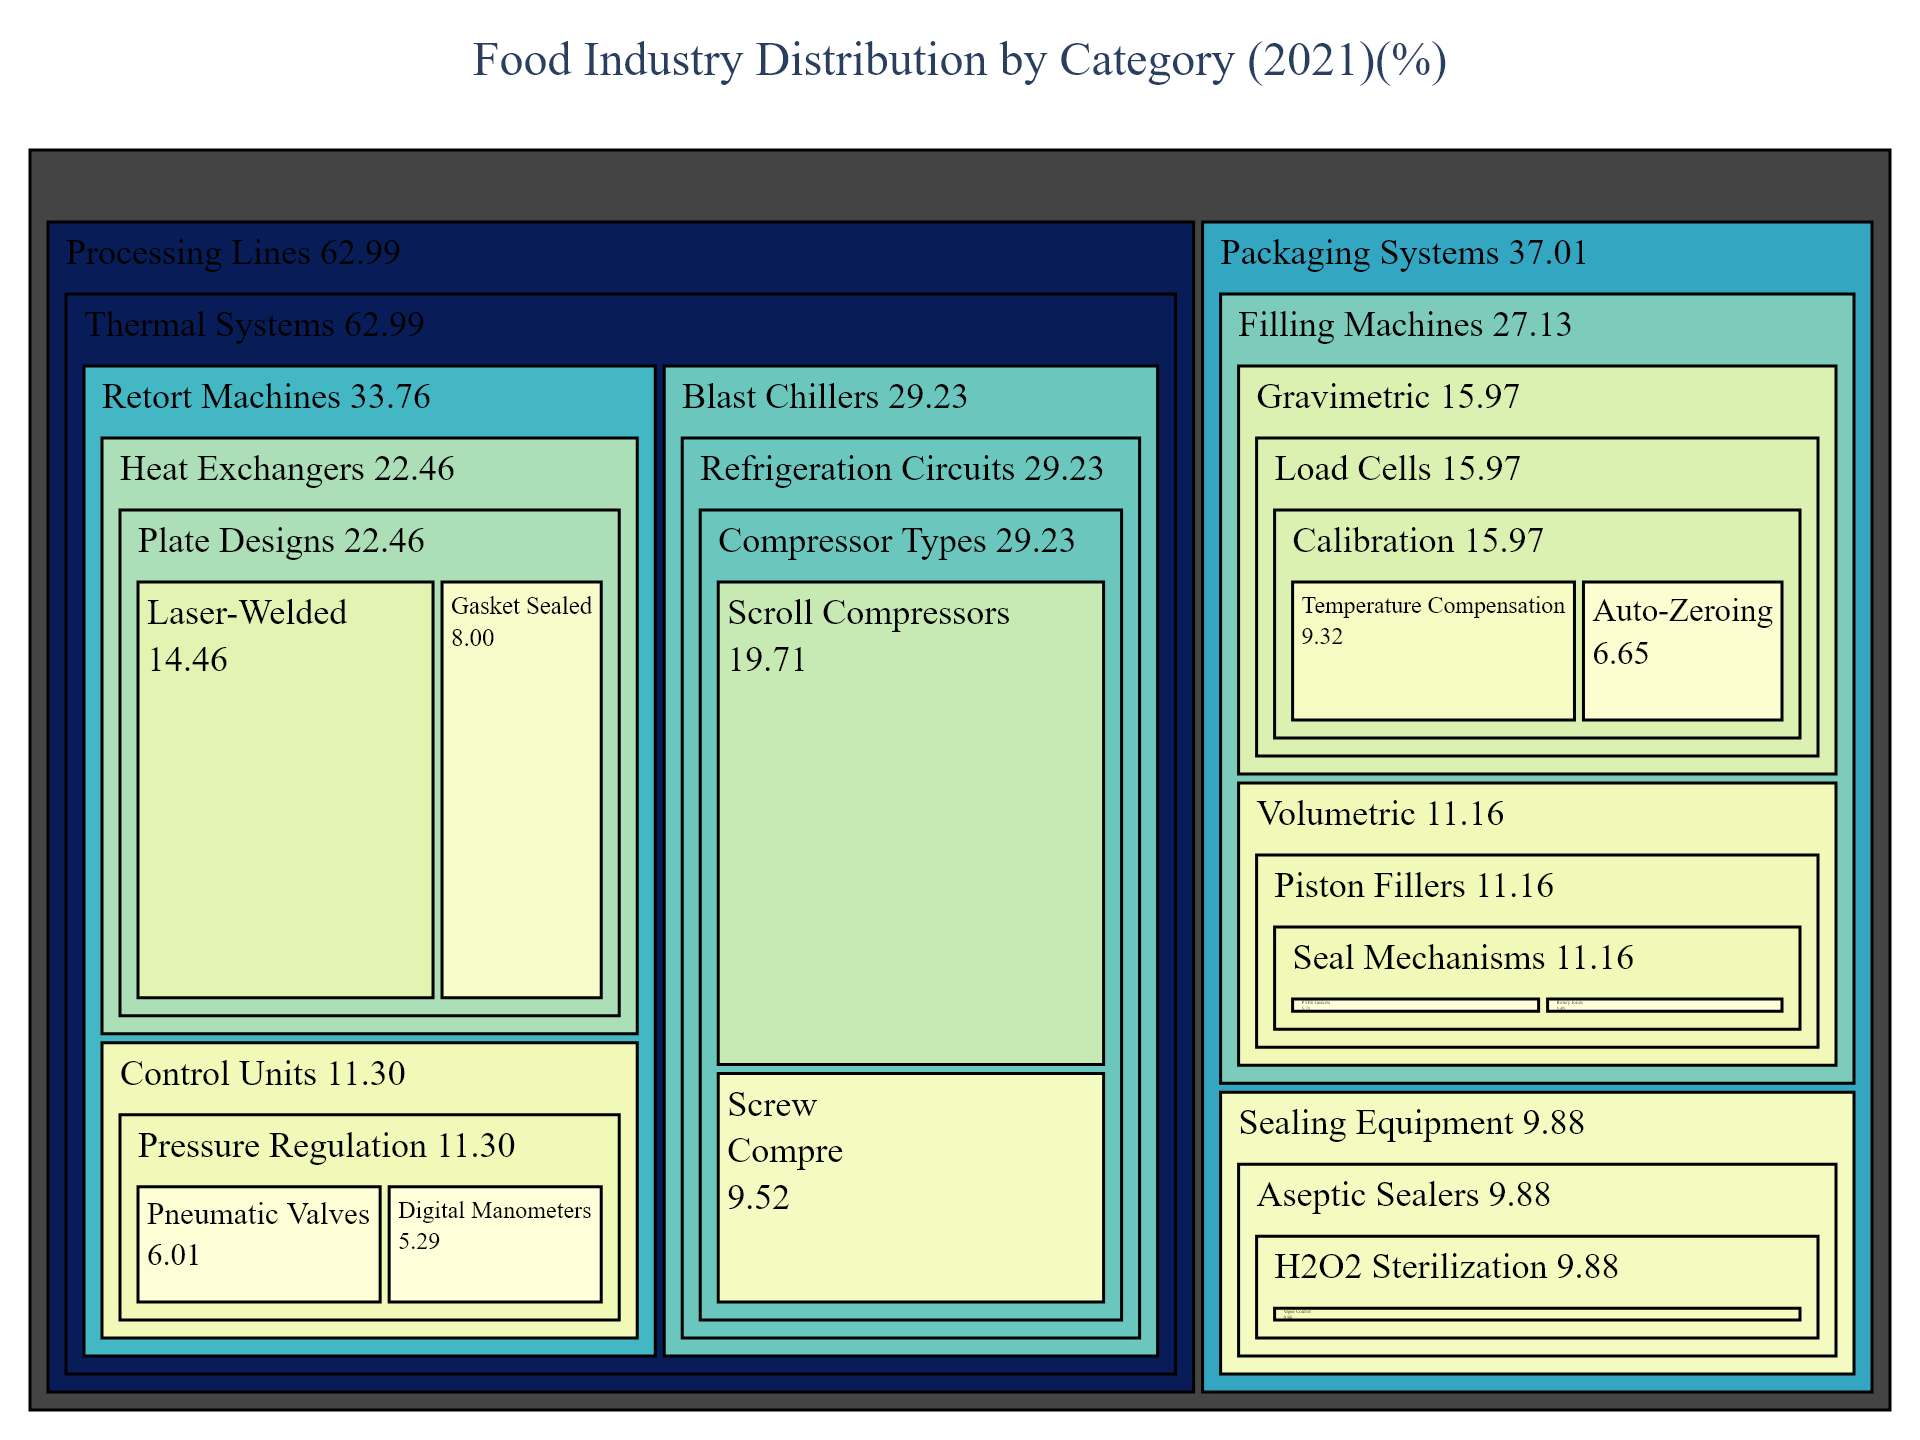 Food Industry Distribution by Category (2021)(%)
Processing Lines 62.99
Thermal Systems 62.99
Retort Machines 33.76
Heat Exchangers 22.46
Plate Designs 22.46
Laser-Welded
14.46
Gasket Sealed
8.00
Control Units 11.30
Pressure Regulation 11.30
Pneumatic Valves
6.01
Digital Manometers
5.29
Blast Chillers 29.23
Refrigeration Circuits 29.23
Compressor Types 29.23
Scroll Compressors
19.71
Screw
Compre
9.52
Packaging Systems 37.01
Filling Machines 27.13
Gravimetric 15.97
Load Cells 15.97
Calibration 15.97
Temperature Compensation
9.32
Auto-Zeroing
6.65
Volumetric 11.16
Piston Fillers 11.16
Seal Mechanisms 11.16
Sealing Equipment 9.88
Aseptic Sealers 9.88
H2O2 Sterilization 9.88